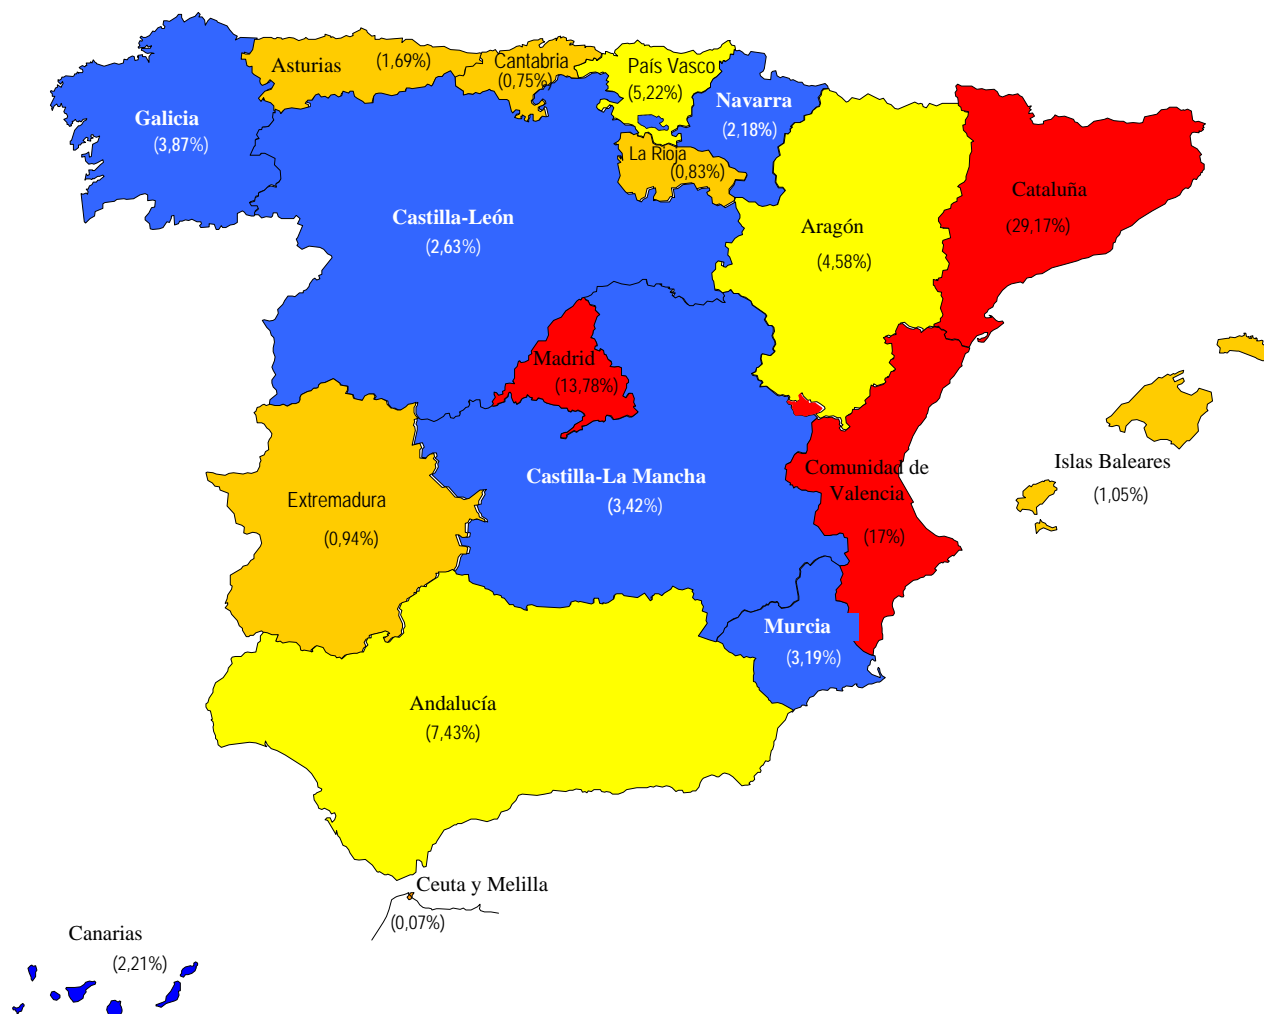 Asturias
(1,69%)
Cantabria
(0,75%)
País Vasco
(5,22%)
Galicia
(3,87%)
Navarra
(2,18%)
La Rioja
(0,83%)
Cataluña
(29,17%)
Castilla-León
(2,63%)
Aragón
(4,58%)
Madrid
(13,78%)
Islas Baleares
(1,05%)
Comunidad de
Valencia
(17%)
Castilla-La Mancha
(3,42%)
Extremadura
(0,94%)
Murcia
(3,19%)
Andalucía
(7,43%)
Ceuta y Melilla
(0,07%)
Canarias
(2,21%)